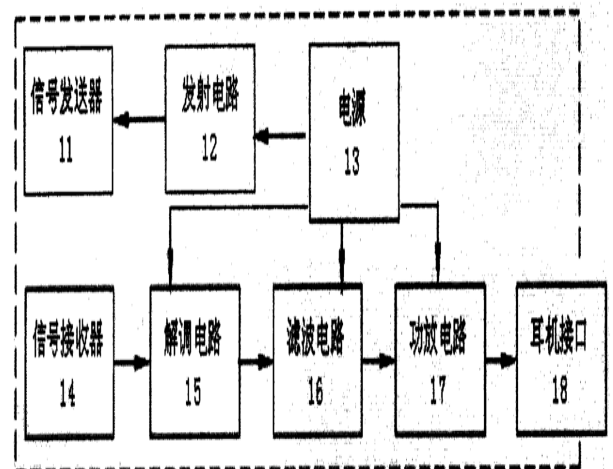 信号发送器
11
发射电路
12
电源
13
信号接收器
14
解调电路
15
滤波电路
16
功放电路
17
耳机接口
18